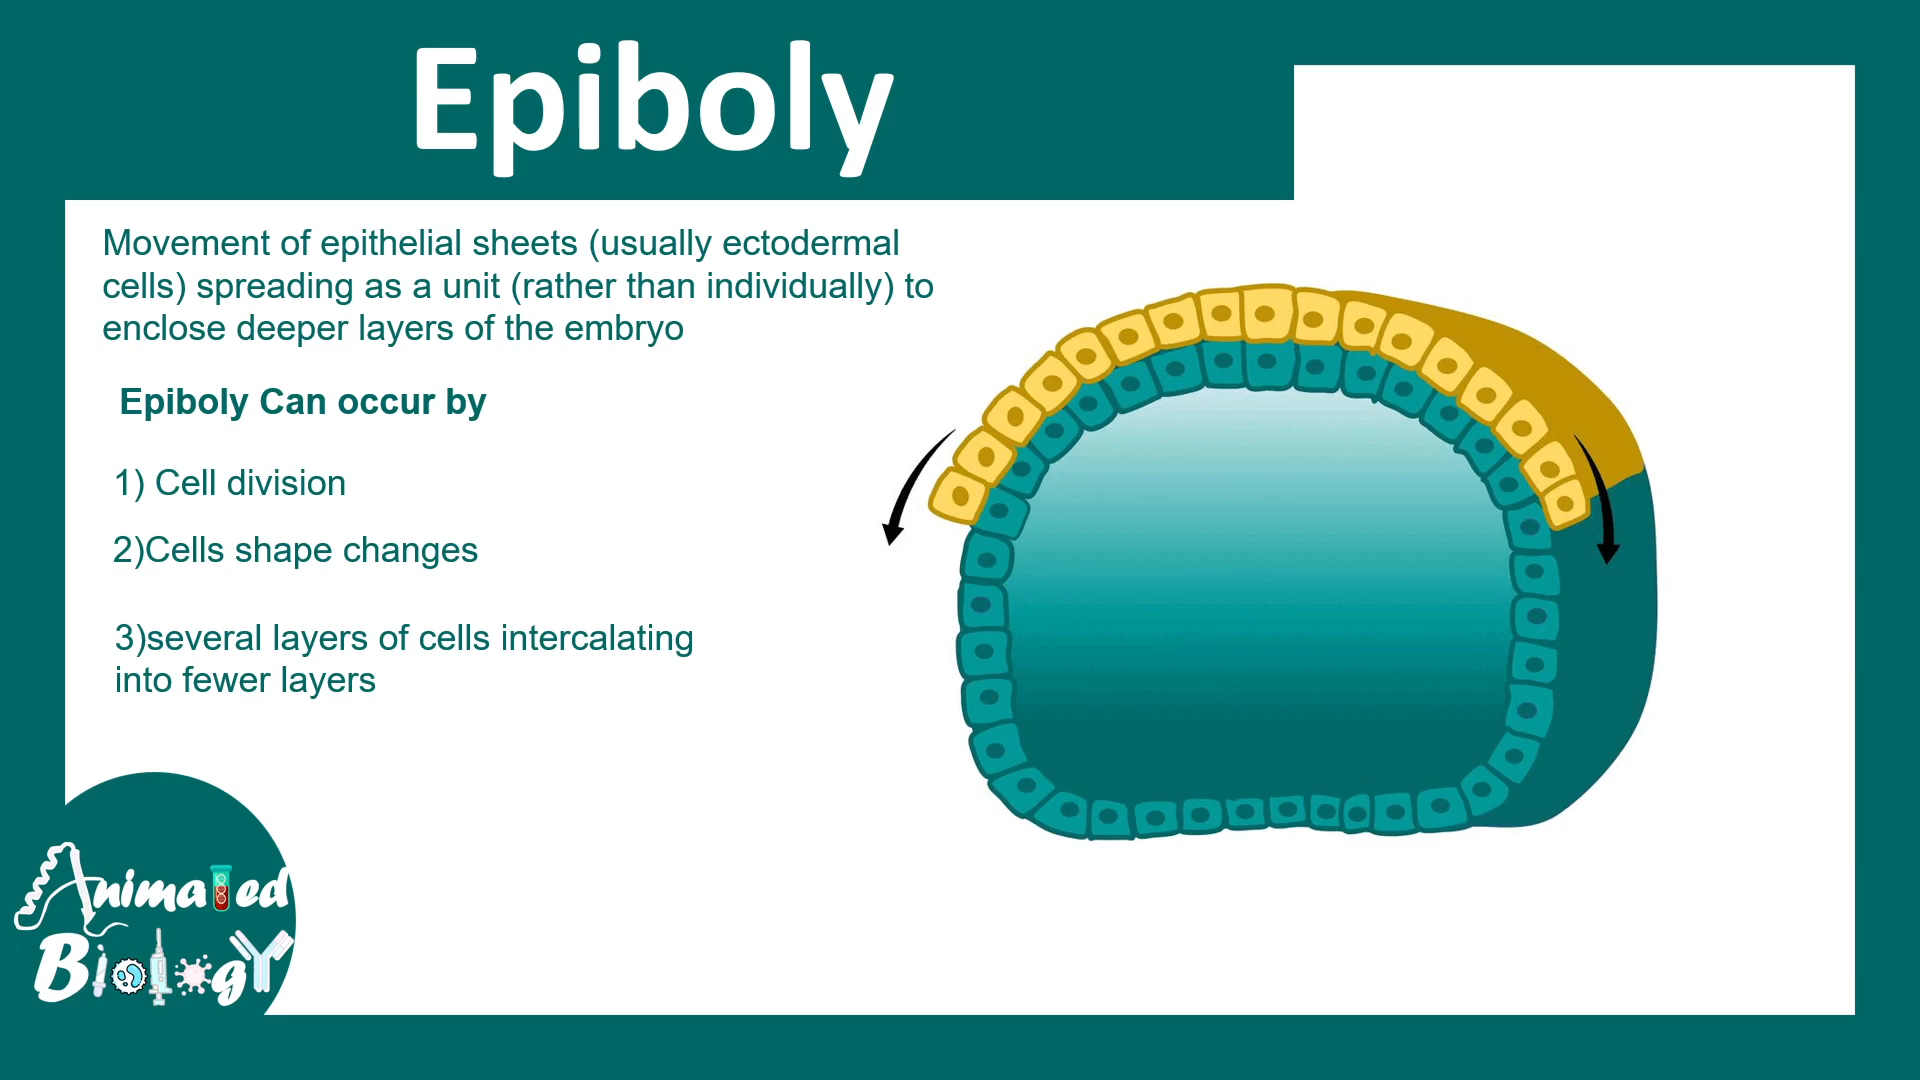 Epiboly
Movement of epithelial sheets (usually ectodermal
cells) spreading as a unit (rather than individually) to
enclose deeper layers of the embryo
Epiboly Can occur by
1) Cell division
2)Cells shape changes
3)several layers of cells intercalating
into fewer layers
Animated
BiologY